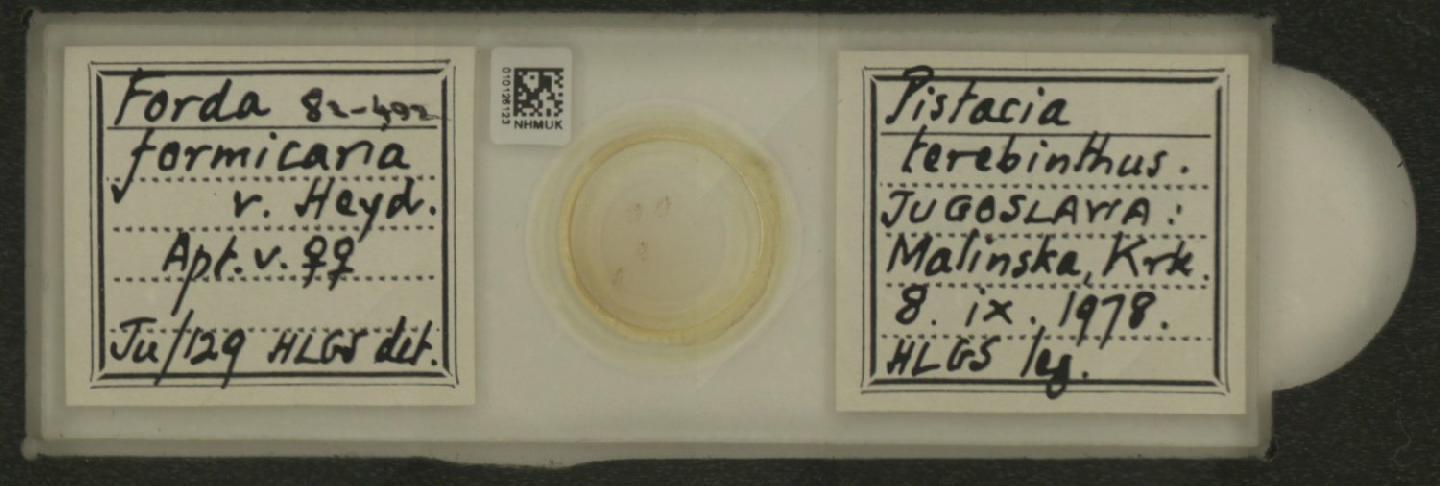 Forda 82-492
formicaria
v. Heyd.
Apt. v. ♀♀
Ju/129 HLGS det.
010126123
NHMUK
Pistacia
terebinthus.
JUGOSLAVIA:
Malinska, Krk.
8. ix. 1978.
HLGS leg.